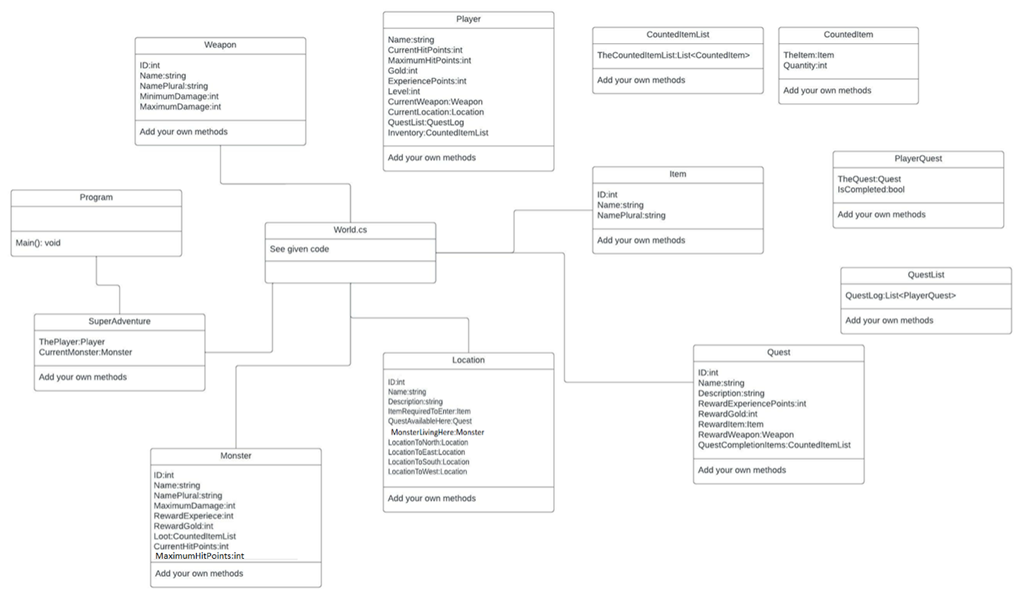 Weapon
ID:int
Name:string
NamePlural:string
MinimumDamage:int
MaximumDamage:int
Add your own methods
Player
Name:string
CurrentHitPoints:int
MaximumHitPoints:int
Gold:int
ExperiencePoints:int
Level:int
CurrentWeapon:Weapon
CurrentLocation:Location
QuestList:QuestLog
Inventory:CountedItemList
Add your own methods
CountedItemList
TheCountedItemList:List<CountedItem>
Add your own methods
CountedItem
TheItem:Item
Quantity:int
Add your own methods
PlayerQuest
TheQuest:Quest
IsCompleted:bool
Add your own methods
Item
ID:int
Name:string
NamePlural:string
Add your own methods
Program
Main(): void
World.cs
See given code
QuestList
QuestLog:List<PlayerQuest>
Add your own methods
SuperAdventure
ThePlayer:Player
CurrentMonster:Monster
Add your own methods
Location
ID:int
Name:string
Description:string
ItemRequiredToEnter:Item
QuestAvailableHere:Quest
MonsterLivingHere:Monster
LocationToNorth:Location
LocationToEast:Location
LocationToSouth:Location
LocationToWest:Location
Add your own methods
Quest
ID:int
Name:string
Description:string
RewardExperiencePoints:int
RewardGold:int
RewardItem:Item
RewardWeapon:Weapon
QuestCompletionItems:CountedItemList
Add your own methods
Monster
ID:int
Name:string
NamePlural:string
MaximumDamage:int
RewardExperiece:int
RewardGold:int
Loot:CountedItemList
CurrentHitPoints:int
MaximumHitPoints:int
Add your own methods